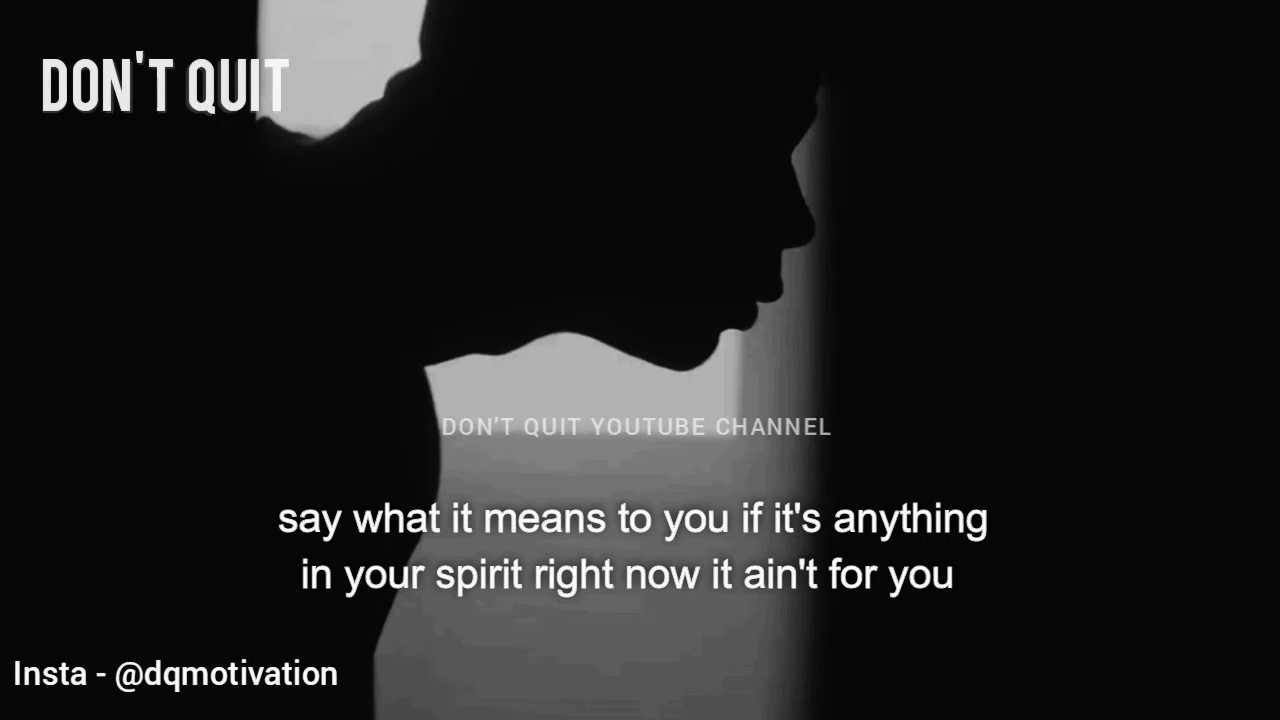 DON'T QUIT
DON'T QUIT YOUTUBE CHANNEL
say what it means to you if it's anything
in your spirit right now it ain't for you
Insta - @dqmotivation